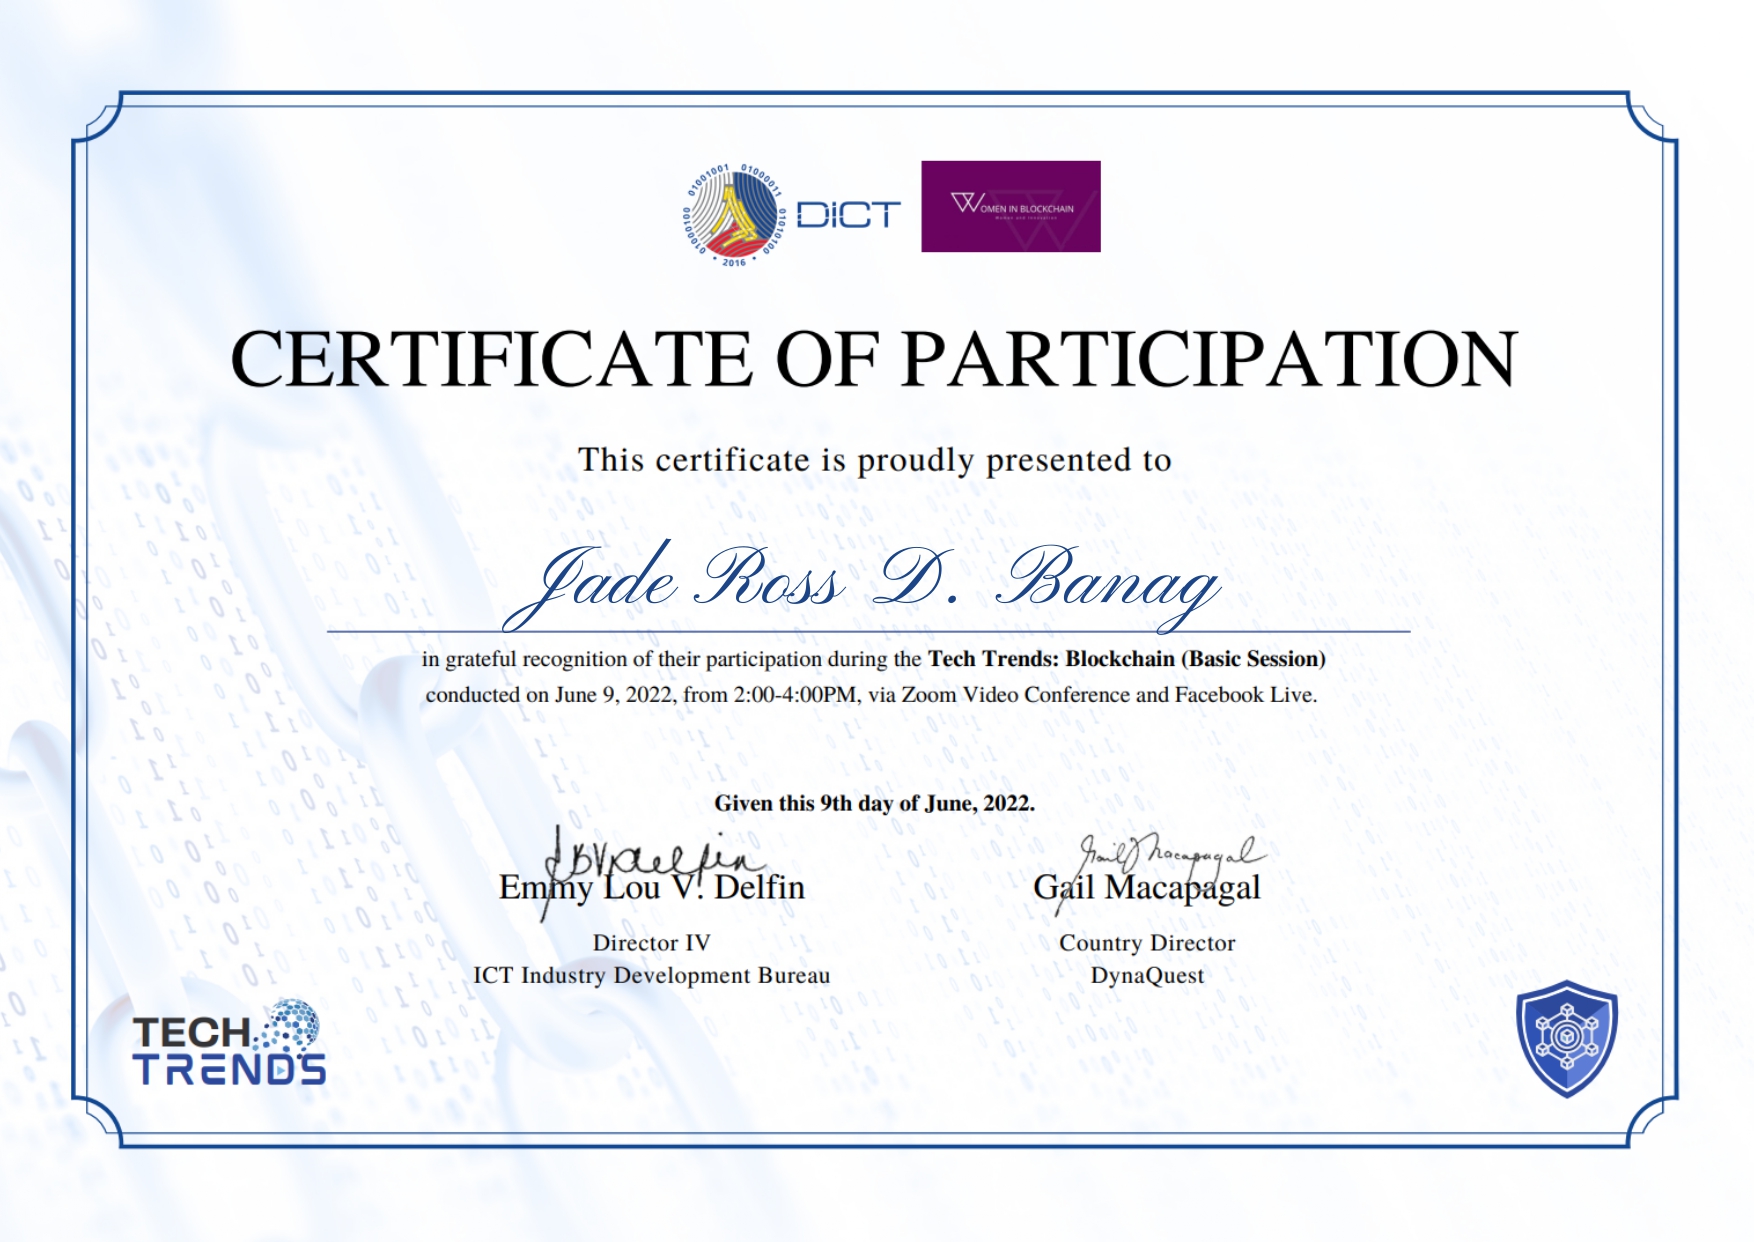 01001001 01000011
01000100 01010100
2016
DiCT
WOMEN IN BLOCKCHAIN
Women and Innovation
CERTIFICATE OF PARTICIPATION
This certificate is proudly presented to
Jade Ross D. Banag
in grateful recognition of their participation during the Tech Trends: Blockchain (Basic Session)
conducted on June 9, 2022, from 2:00-4:00PM, via Zoom Video Conference and Facebook Live.
Given this 9th day of June, 2022.
Emmy Lou V. Delfin
Director IV
ICT Industry Development Bureau
Gail Macapagal
Country Director
DynaQuest
TECH
TRENDS